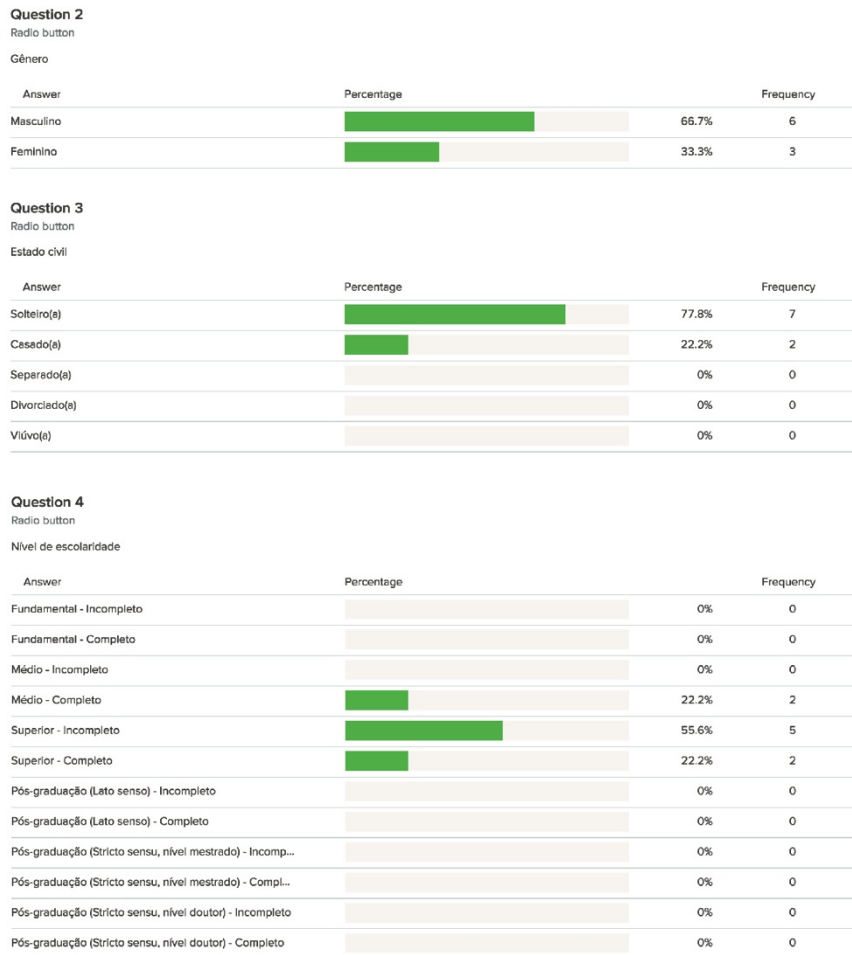 Question 2
Radio button
Gênero
Answer Percentage Frequency
Masculino 66.7% 6
Feminino 33.3% 3
Question 3
Radio button
Estado civil
Answer Percentage Frequency
Solteiro(a) 77.8% 7
Casado(a) 22.2% 2
Separado(a) 0% 0
Divorciado(a) 0% 0
Viúvo(a) 0% 0
Question 4
Radio button
Nível de escolaridade
Answer Percentage Frequency
Fundamental - Incompleto 0% 0
Fundamental - Completo 0% 0
Médio - Incompleto 0% 0
Médio - Completo 22.2% 2
Superior - Incompleto 55.6% 5
Superior - Completo 22.2% 2
Pós-graduação (Lato senso) - Incompleto 0% 0
Pós-graduação (Lato senso) - Completo 0% 0
Pós-graduação (Stricto sensu, nível mestrado) - Incomp... 0% 0
Pós-graduação (Stricto sensu, nível mestrado) - Compl... 0% 0
Pós-graduação (Stricto sensu, nível doutor) - Incompleto 0% 0
Pós-graduação (Stricto sensu, nível doutor) - Completo 0% 0